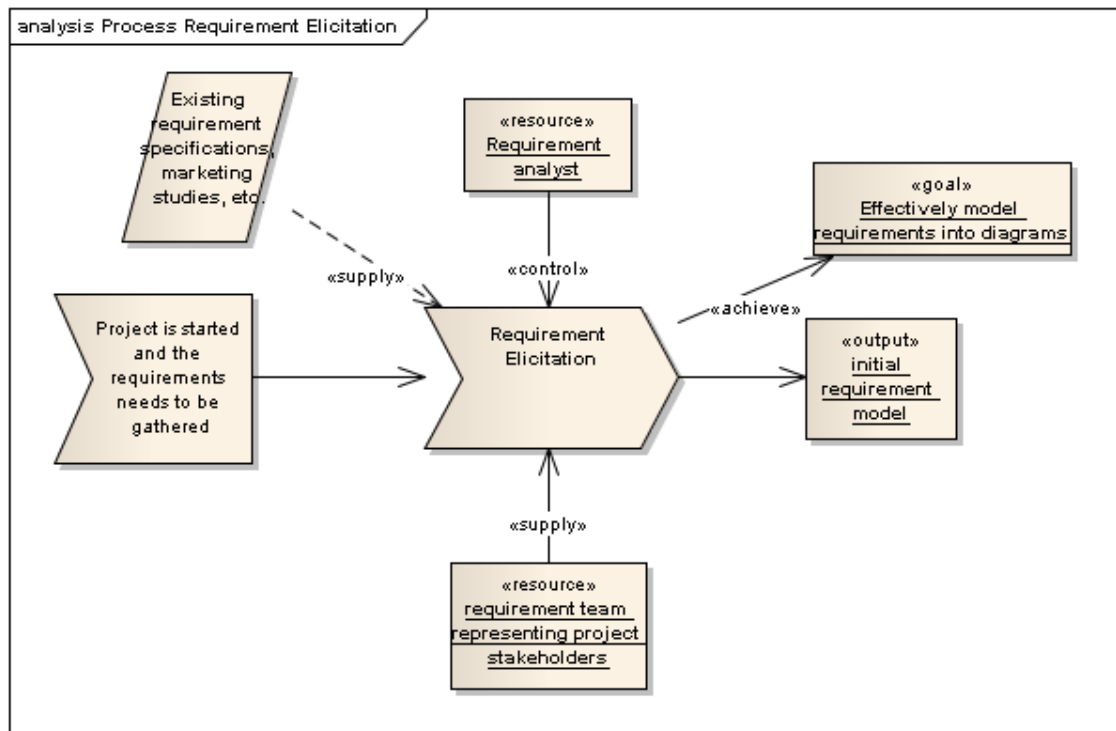 analysis Process Requirement Elicitation
Existing
requirement
specifications,
marketing
studies, etc.
«resource»
Requirement
analyst
«goal»
Effectively model
requirements into diagrams
«supply»
«control»
«achieve»
Project is started
and the
requirements
needs to be
gathered
Requirement
Elicitation
«output»
initial
requirement
model
«supply»
«resource»
requirement team
representing project
stakeholders